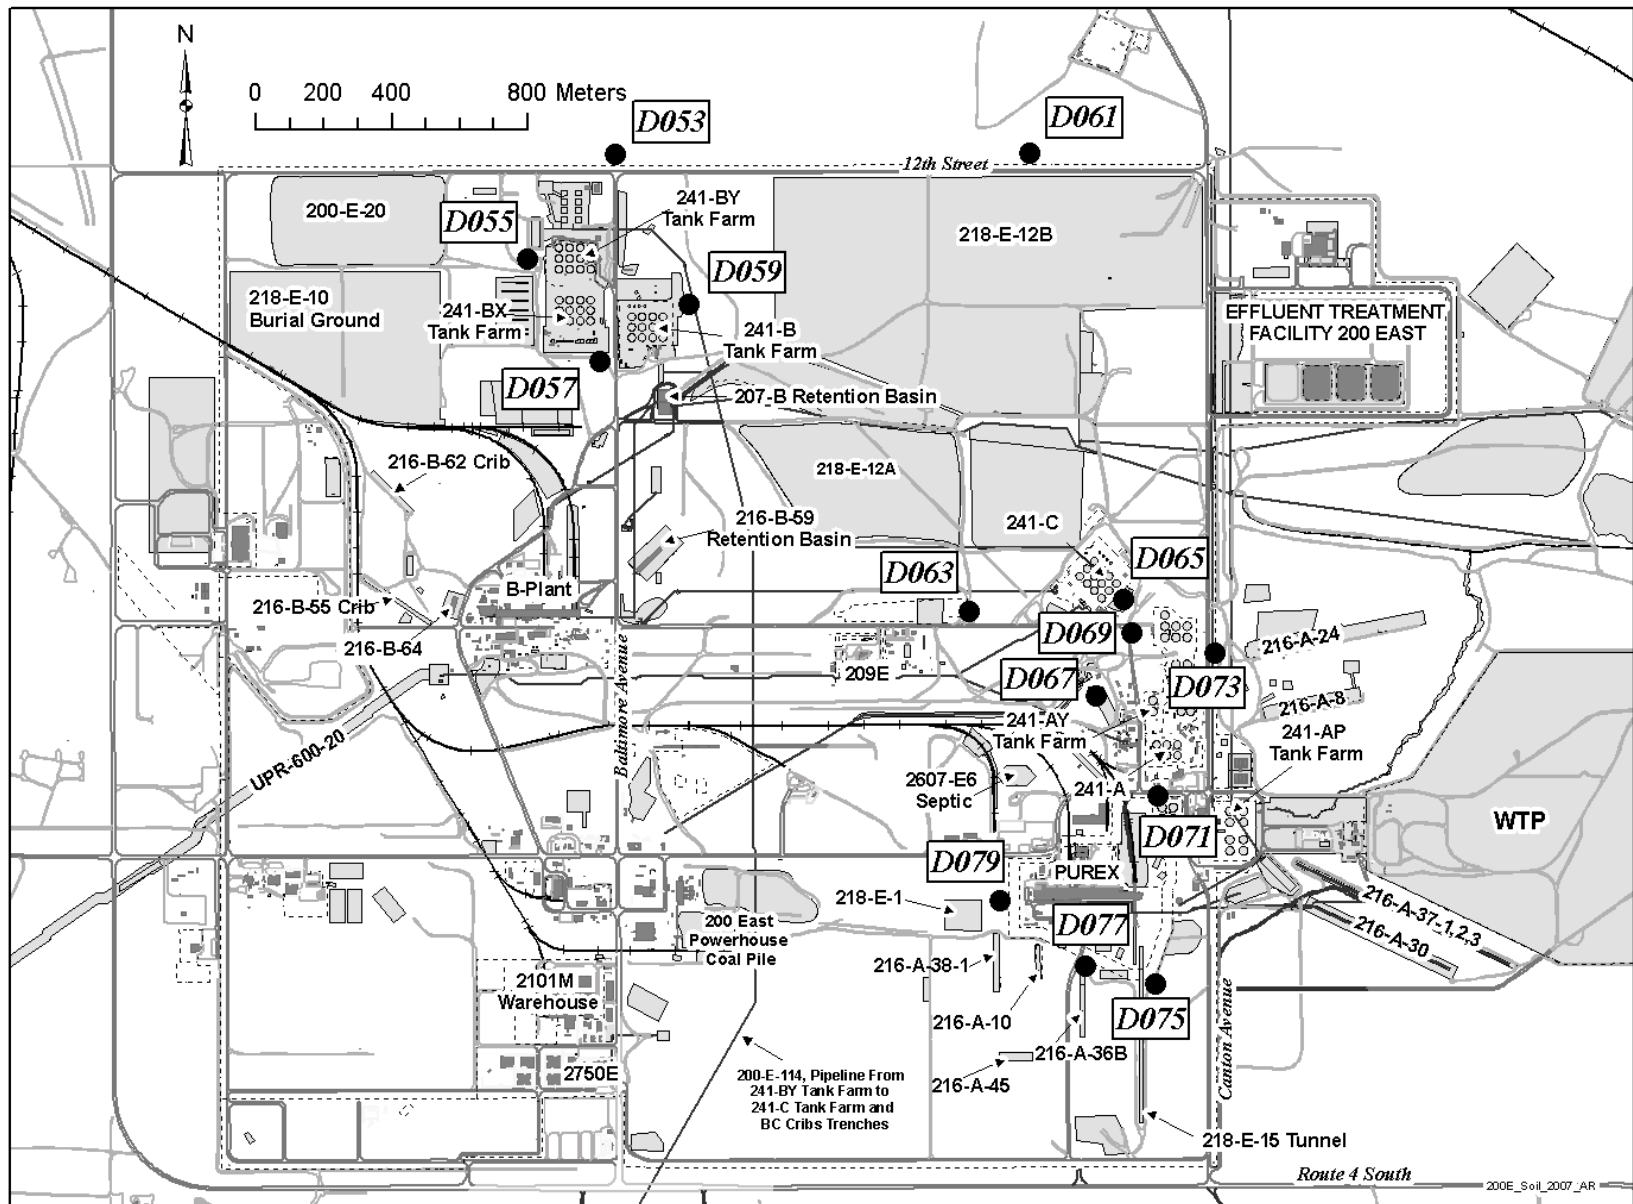 N
0 200 400 800 Meters
D053
D061
12th Street
200-E-20
241-BY
Tank Farm
D055
218-E-12B
D059
218-E-10
Burial Ground
241-BX
Tank Farm
241-B
Tank Farm
EFFLUENT TREATMENT
FACILITY 200 EAST
D057
207-B Retention Basin
216-B-62 Crib
218-E-12A
216-B-59
Retention Basin
241-C
D065
D063
B-Plant
216-B-55 Crib
216-B-64
D069
216-A-24
209E
D067
D073
216-A-8
241-AY
Tank Farm
241-AP
Tank Farm
Baltimore Avenue
UPR-600-20
2607-E6
Septic
241-A
WTP
D071
D079
PUREX
218-E-1
216-A-37-1,2,3
216-A-30
D077
200 East
Powerhouse
Coal Pile
216-A-38-1
2101M
Warehouse
216-A-10
D075
216-A-36B
Canton Avenue
2750E
216-A-45
200-E-114, Pipeline From
241-BY Tank Farm to
241-C Tank Farm and
BC Cribs Trenches
218-E-15 Tunnel
Route 4 South
200E_Soil_2007_AR